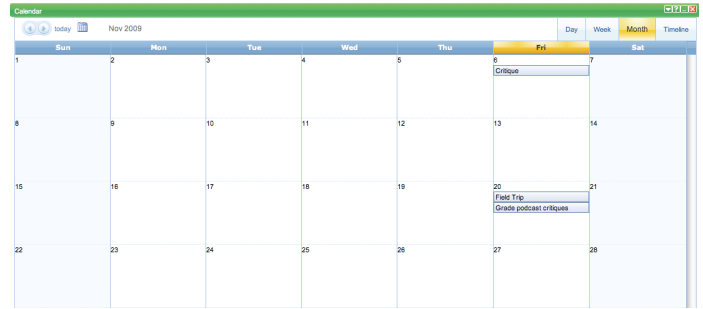 Calendar
today Nov 2009 Day Week Month Timeline
Sun Mon Tue Wed Thu Fri Sat
1 2 3 4 5 6 7
Critique
8 9 10 11 12 13 14
15 16 17 18 19 20 21
Field Trip
Grade podcast critiques
22 23 24 25 26 27 28